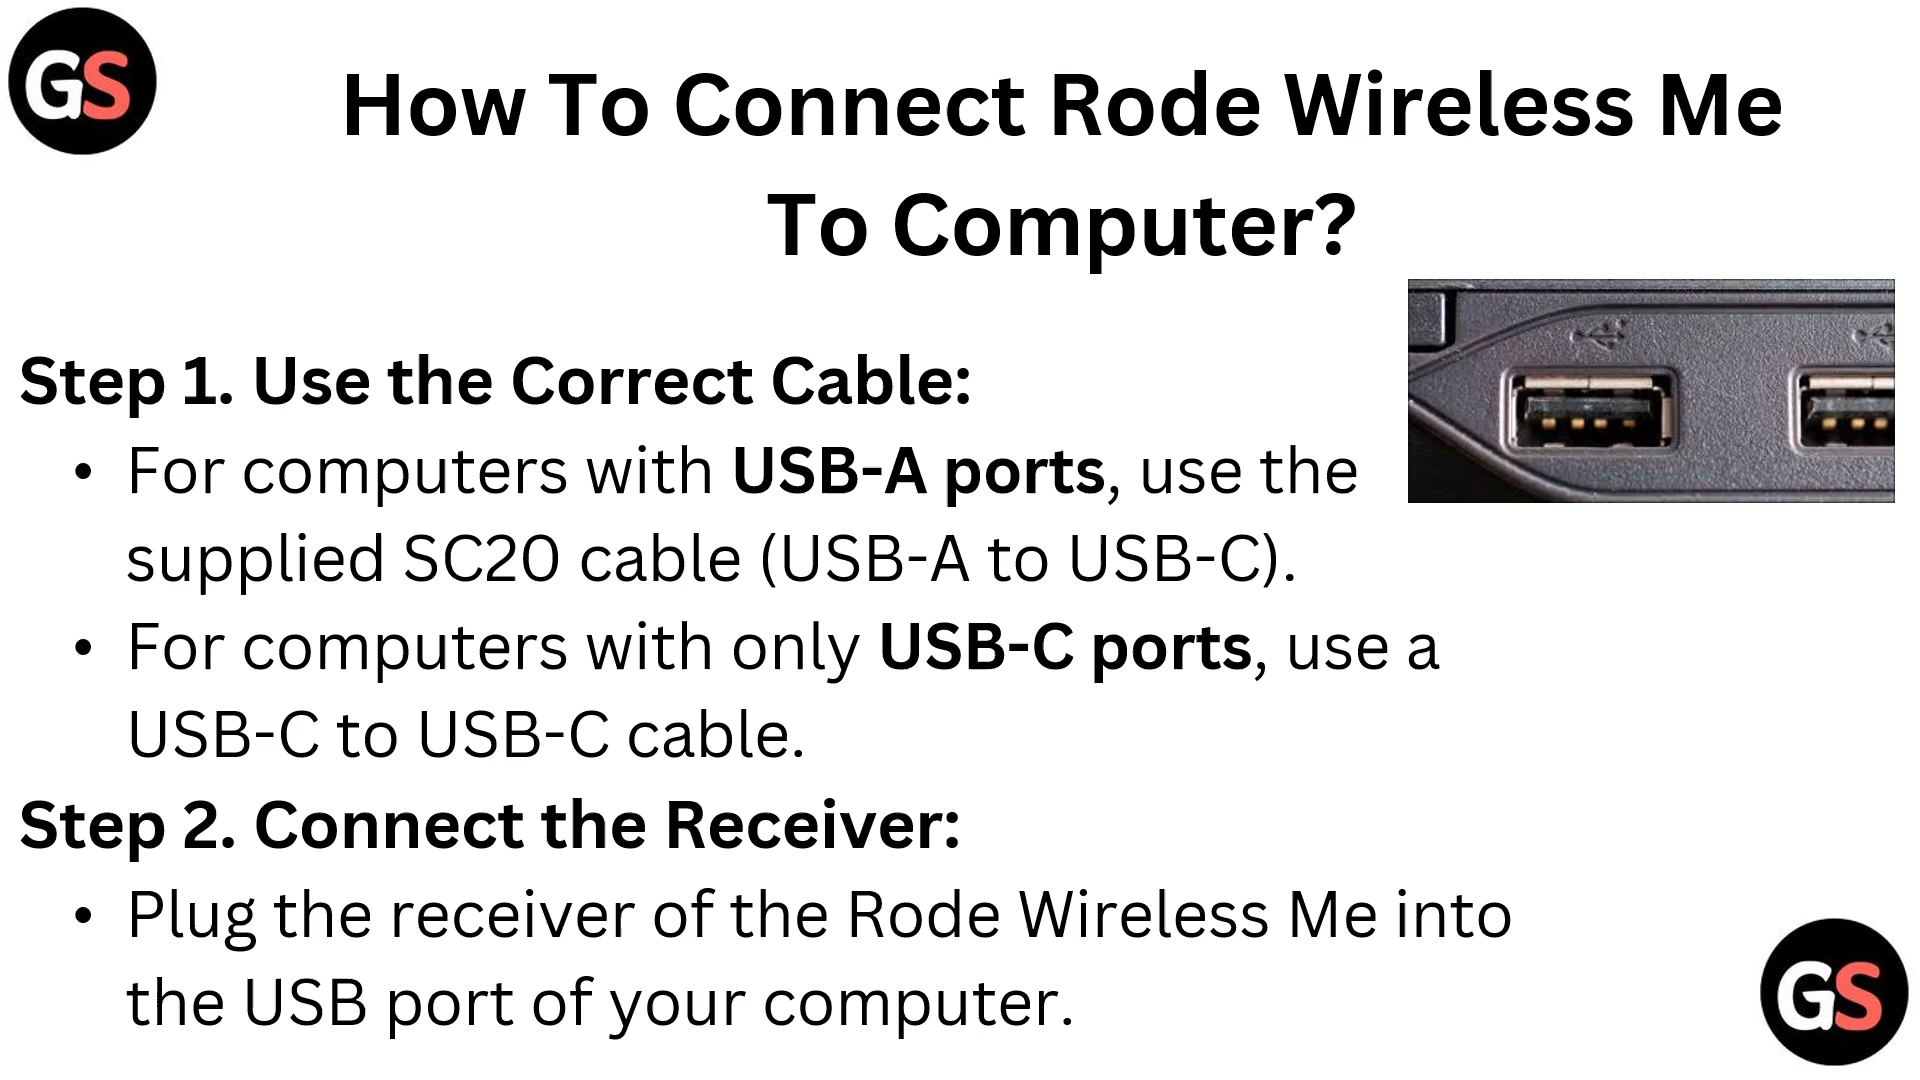 GS
How To Connect Rode Wireless Me
To Computer?
Step 1. Use the Correct Cable:
• For computers with USB-A ports, use the
supplied SC20 cable (USB-A to USB-C).
• For computers with only USB-C ports, use a
USB-C to USB-C cable.
Step 2. Connect the Receiver:
• Plug the receiver of the Rode Wireless Me into
the USB port of your computer.
GS